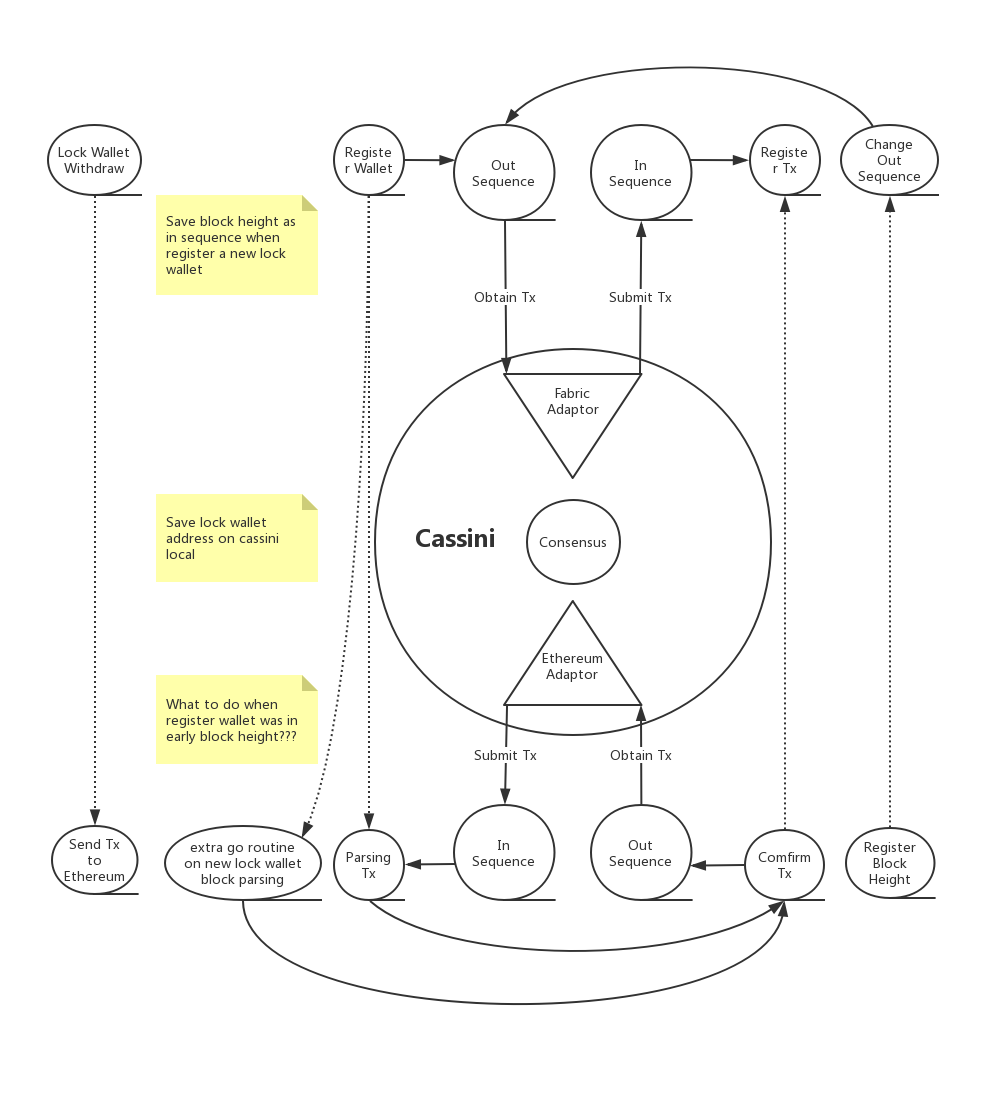 Lock Wallet
Withdraw
Registe
r Wallet
Out
Sequence
In
Sequence
Registe
r Tx
Change
Out
Sequence
Save block height as
in sequence when
register a new lock
wallet
Obtain Tx
Submit Tx
Fabric
Adaptor
Save lock wallet
address on cassini
local
Cassini
Consensus
Ethereum
Adaptor
What to do when
register wallet was in
early block height???
Submit Tx
Obtain Tx
Send Tx
to
Ethereum
extra go routine
on new lock wallet
block parsing
Parsing
Tx
In
Sequence
Out
Sequence
Comfirm
Tx
Register
Block
Height